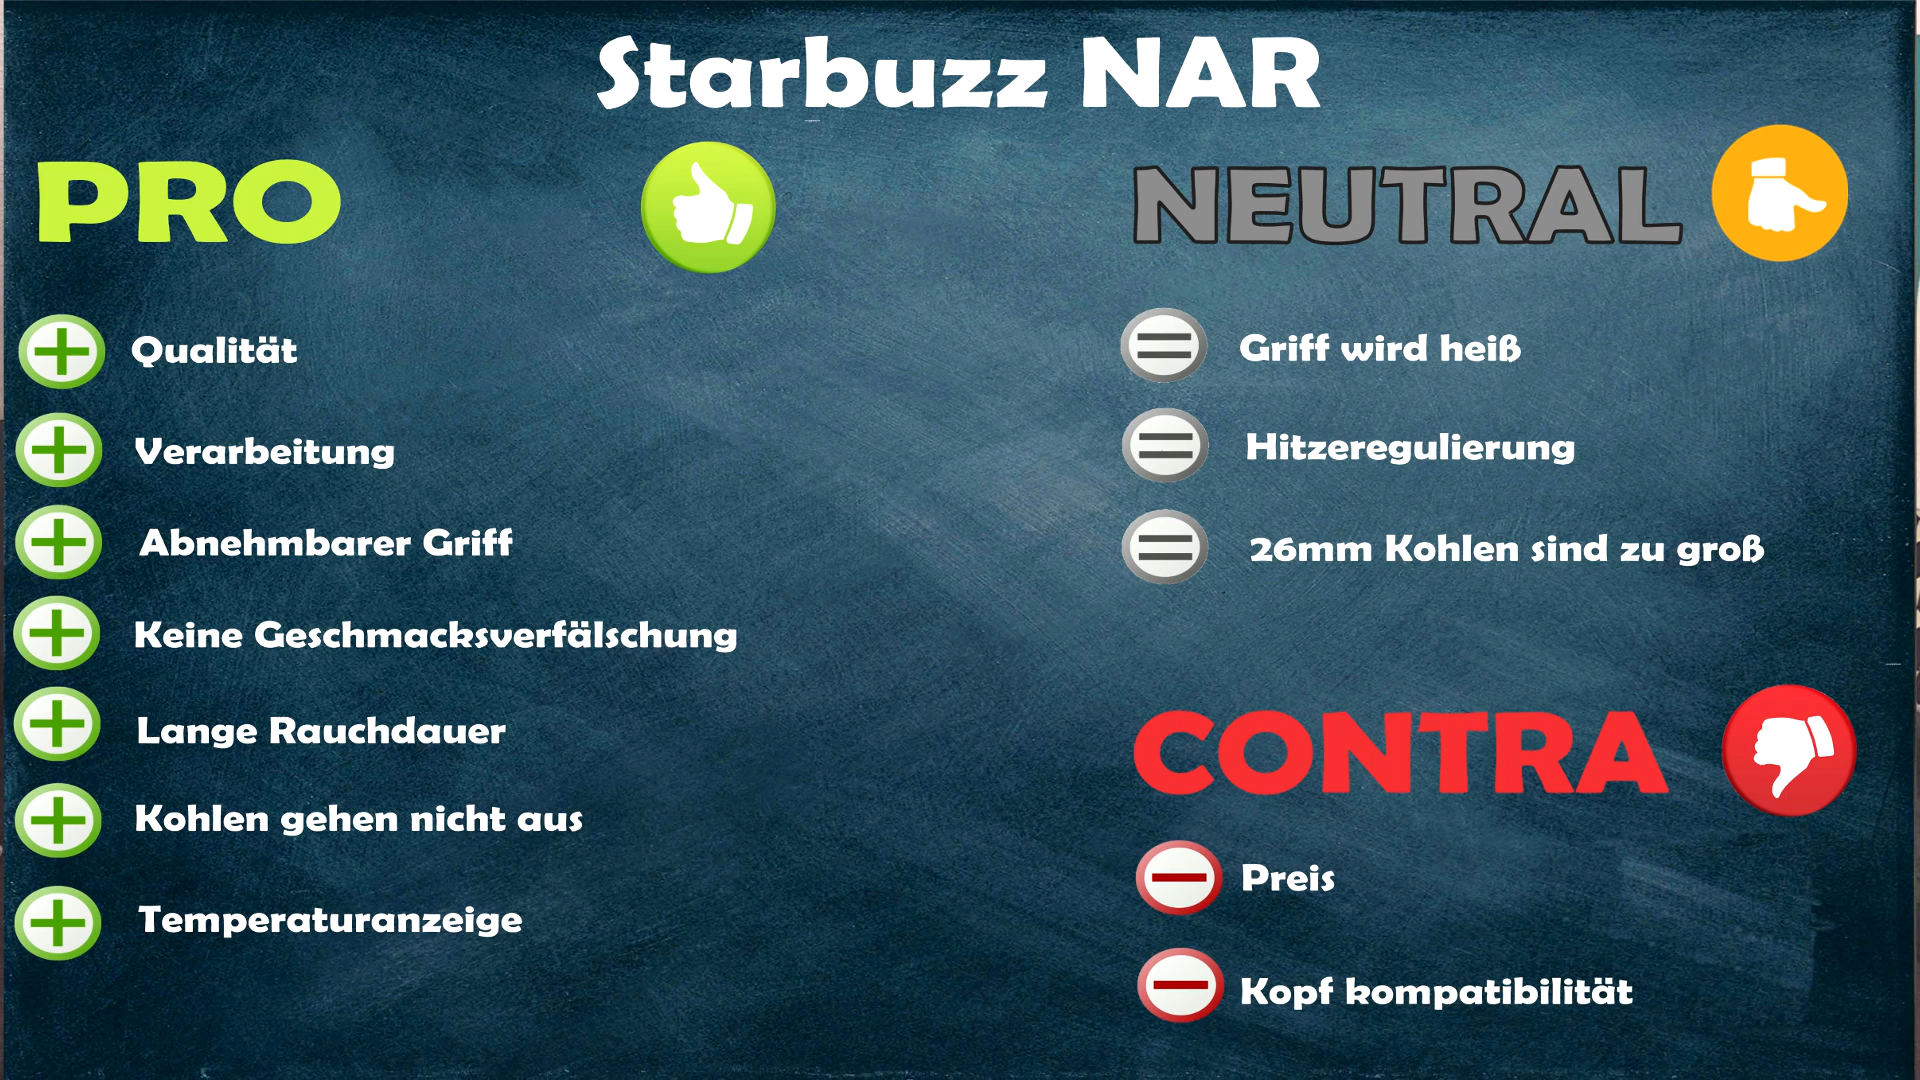 Starbuzz NAR
PRO
Qualität
Verarbeitung
Abnehmbarer Griff
Keine Geschmacksverfälschung
Lange Rauchdauer
Kohlen gehen nicht aus
Temperaturanzeige
NEUTRAL
Griff wird heiß
Hitzeregulierung
26mm Kohlen sind zu groß
CONTRA
Preis
Kopf kompatibilität